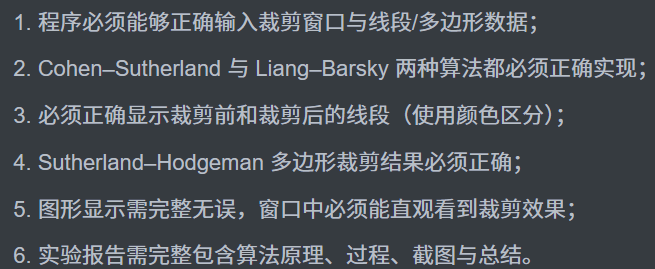 1. 程序必须能够正确输入裁剪窗口与线段/多边形数据；
2. Cohen–Sutherland 与 Liang–Barsky 两种算法都必须正确实现；
3. 必须正确显示裁剪前和裁剪后的线段（使用颜色区分）；
4. Sutherland–Hodgeman 多边形裁剪结果必须正确；
5. 图形显示需完整无误，窗口中必须能直观看到裁剪效果；
6. 实验报告需完整包含算法原理、过程、截图与总结。